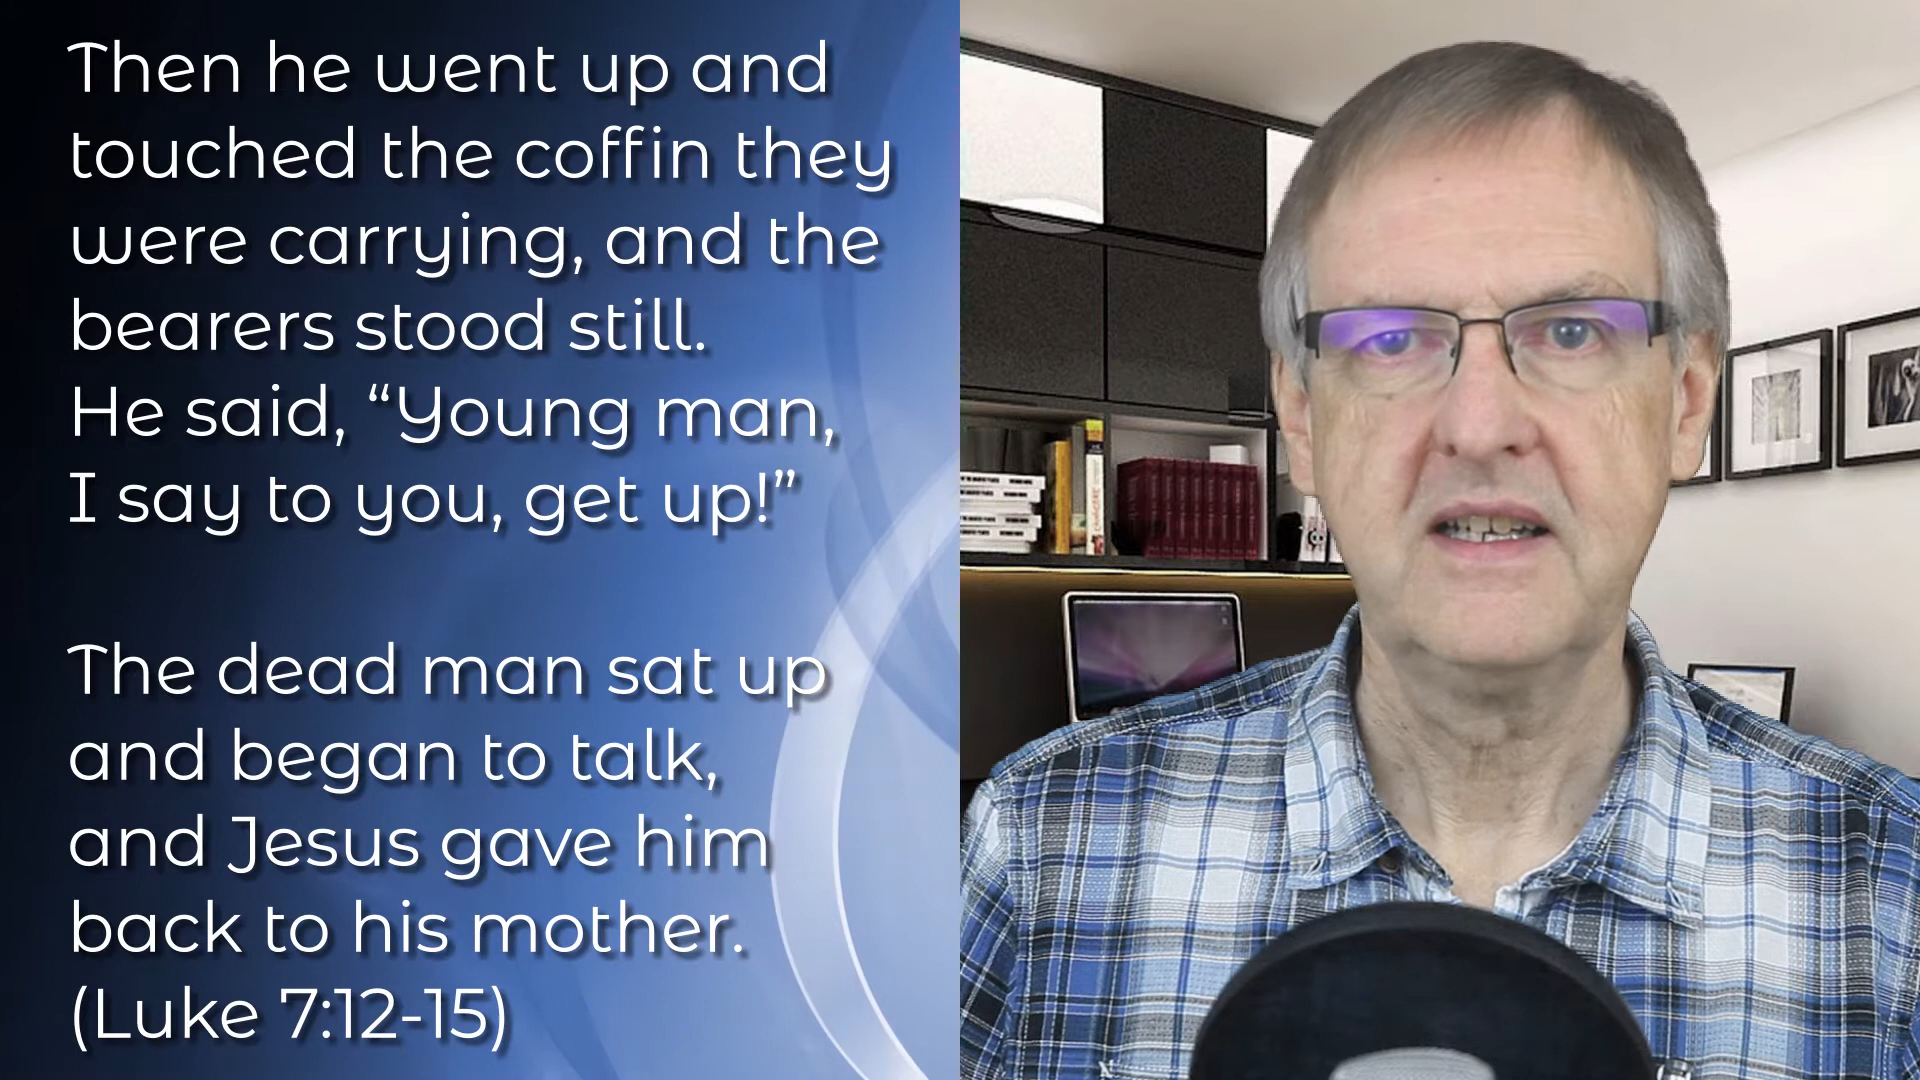 Then he went up and
touched the coffin they
were carrying, and the
bearers stood still.
He said, “Young man,
I say to you, get up!”
The dead man sat up
and began to talk,
and Jesus gave him
back to his mother.
(Luke 7:12-15)